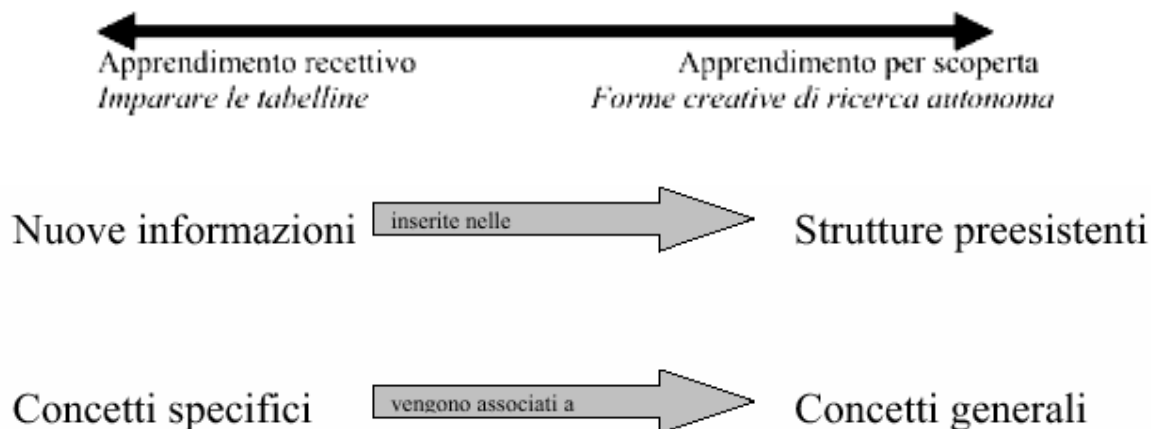 Apprendimento recettivo
Apprendimento per scoperta
Imparare le tabelline
Forme creative di ricerca autonoma
Nuove informazioni
inserite nelle
Strutture preesistenti
Concetti specifici
vengono associati a
Concetti generali